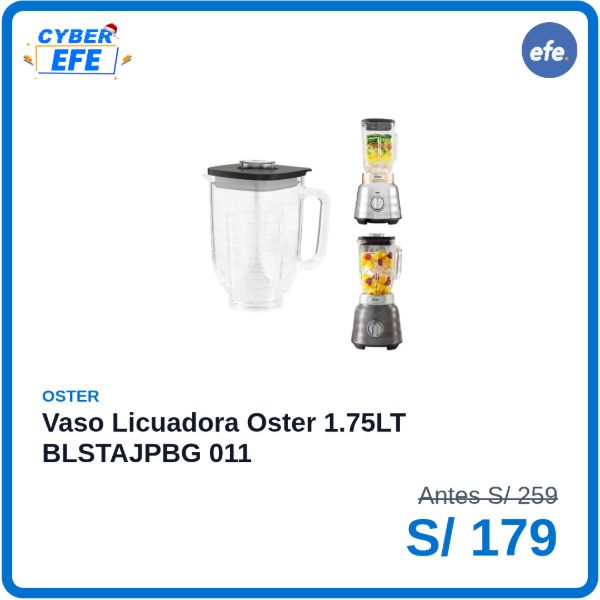 CYBER
EFE
efe.
OSTER
Vaso Licuadora Oster 1.75LT
BLSTAJPBG 011
Antes S/ 259
S/ 179